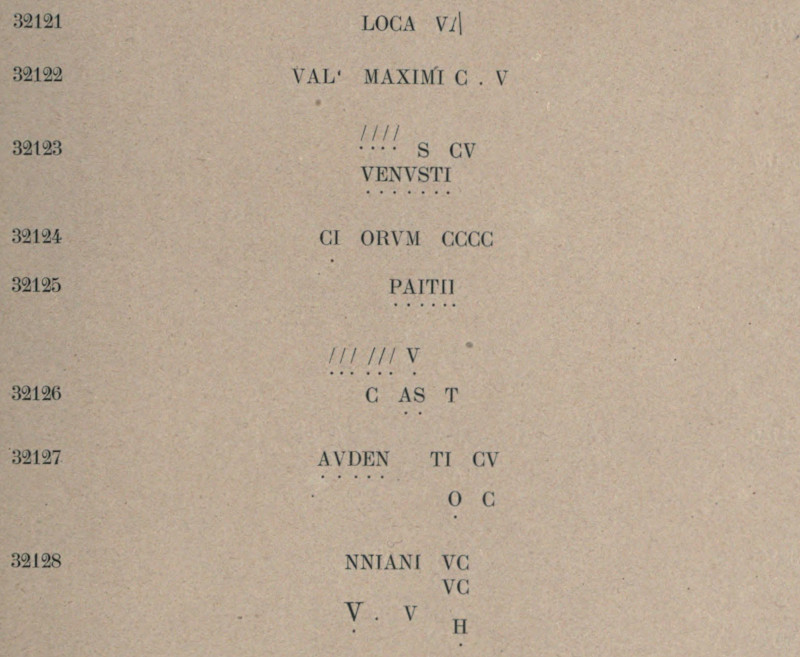 32121 LOCA V/|
32122 VAL' MAXIMI C . V
////
32123 S CV
VENVSTI
32124 CI ORVM CCCC
32125 PAITII
/// /// V
32126 C AS T
32127 AVDEN TI CV
O C
32128 NNIANI VC
VC
V . V H